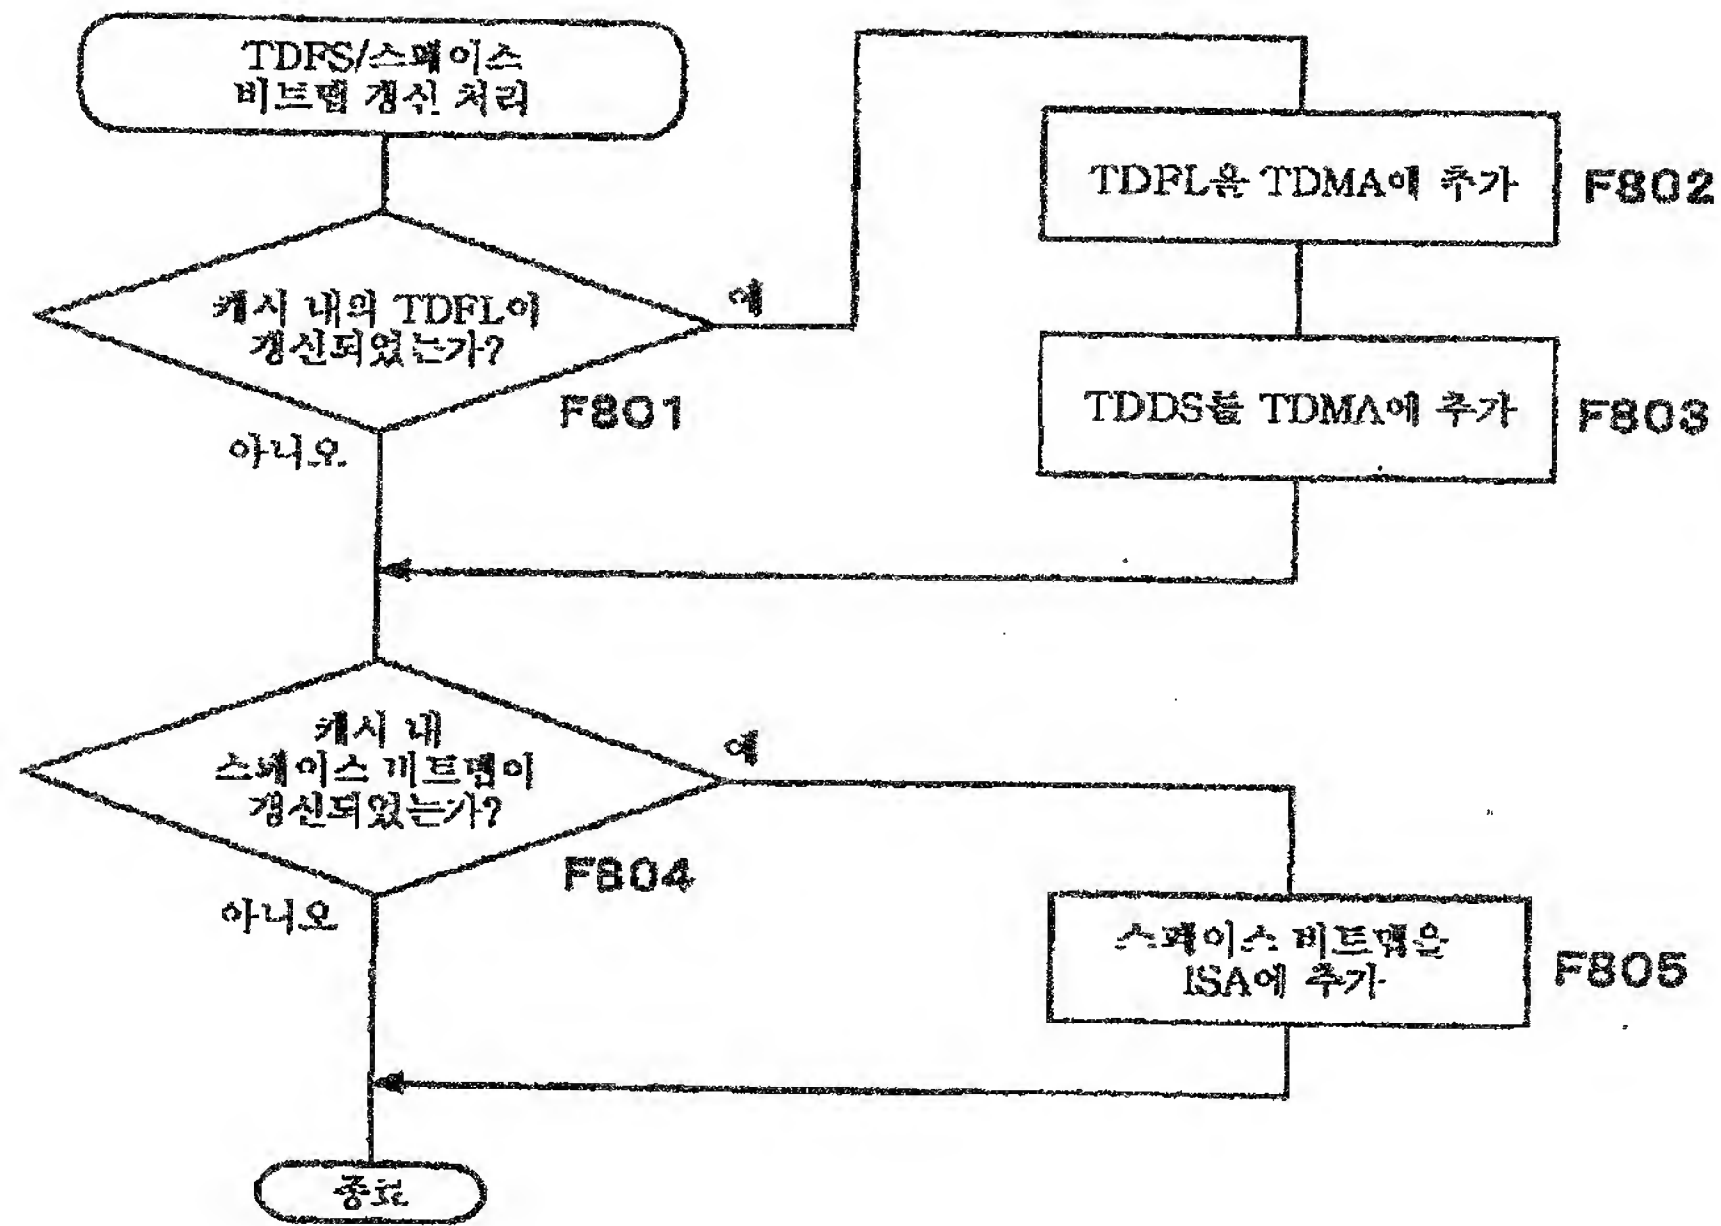 TDFS/스페이스
비트맵 갱신 처리
캐시 내의 TDFL이
갱신되었는가?
예
F801
아니오
TDFL을 TDMA에 추가
F802
TDDS를 TDMA에 추가
F803
캐시 내
스페이스 비트맵이
갱신되었는가?
예
F804
아니오
스페이스 비트맵을
ISA에 추가
F805
종료